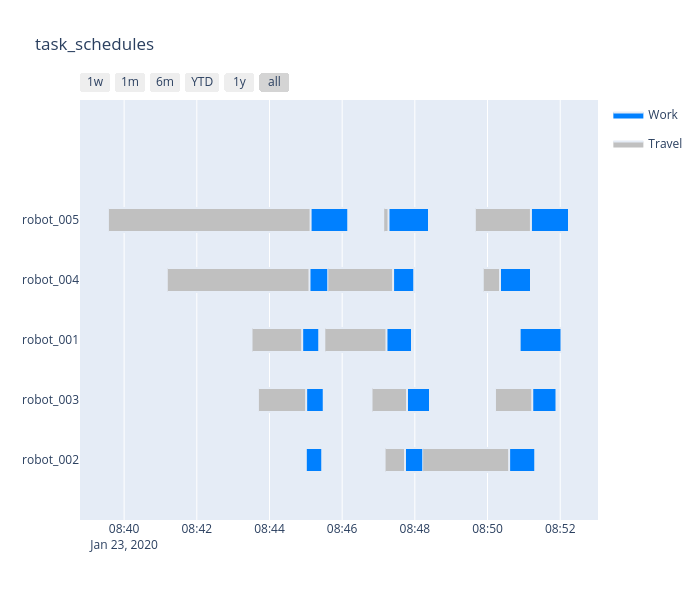 task_schedules
1w 1m 6m YTD 1y all
Work
Travel
robot_005
robot_004
robot_001
robot_003
robot_002
08:40 08:42 08:44 08:46 08:48 08:50 08:52
Jan 23, 2020